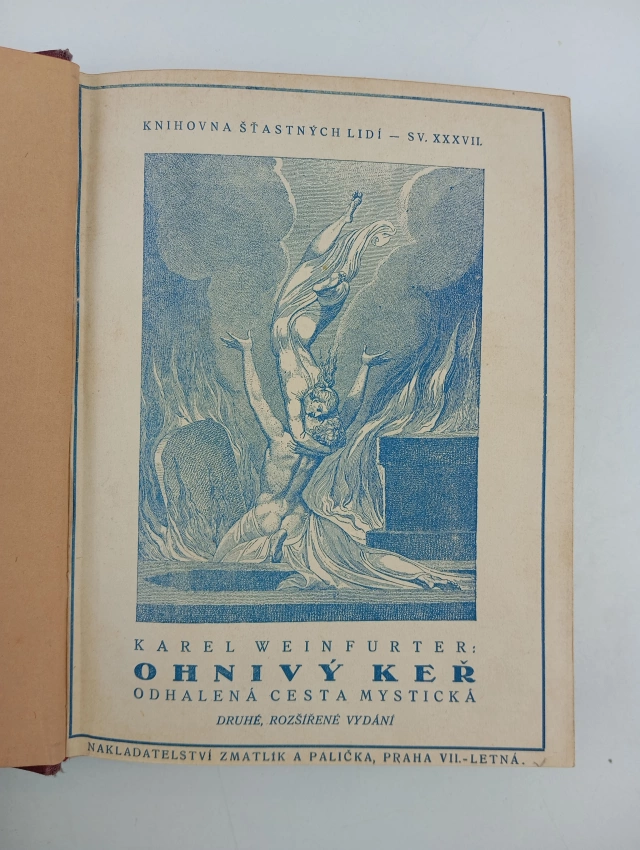 KNIHOVNA ŠŤASTNÝCH LIDÍ — SV. XXXVII.
KAREL WEINFURTER:
OHNIVÝ KEŘ
ODHALENÁ CESTA MYSTICKÁ
DRUHÉ, ROZŠÍŘENÉ VYDÁNÍ
NAKLADATELSTVÍ ZMATLÍK A PALIČKA, PRAHA VII.-LETNÁ.